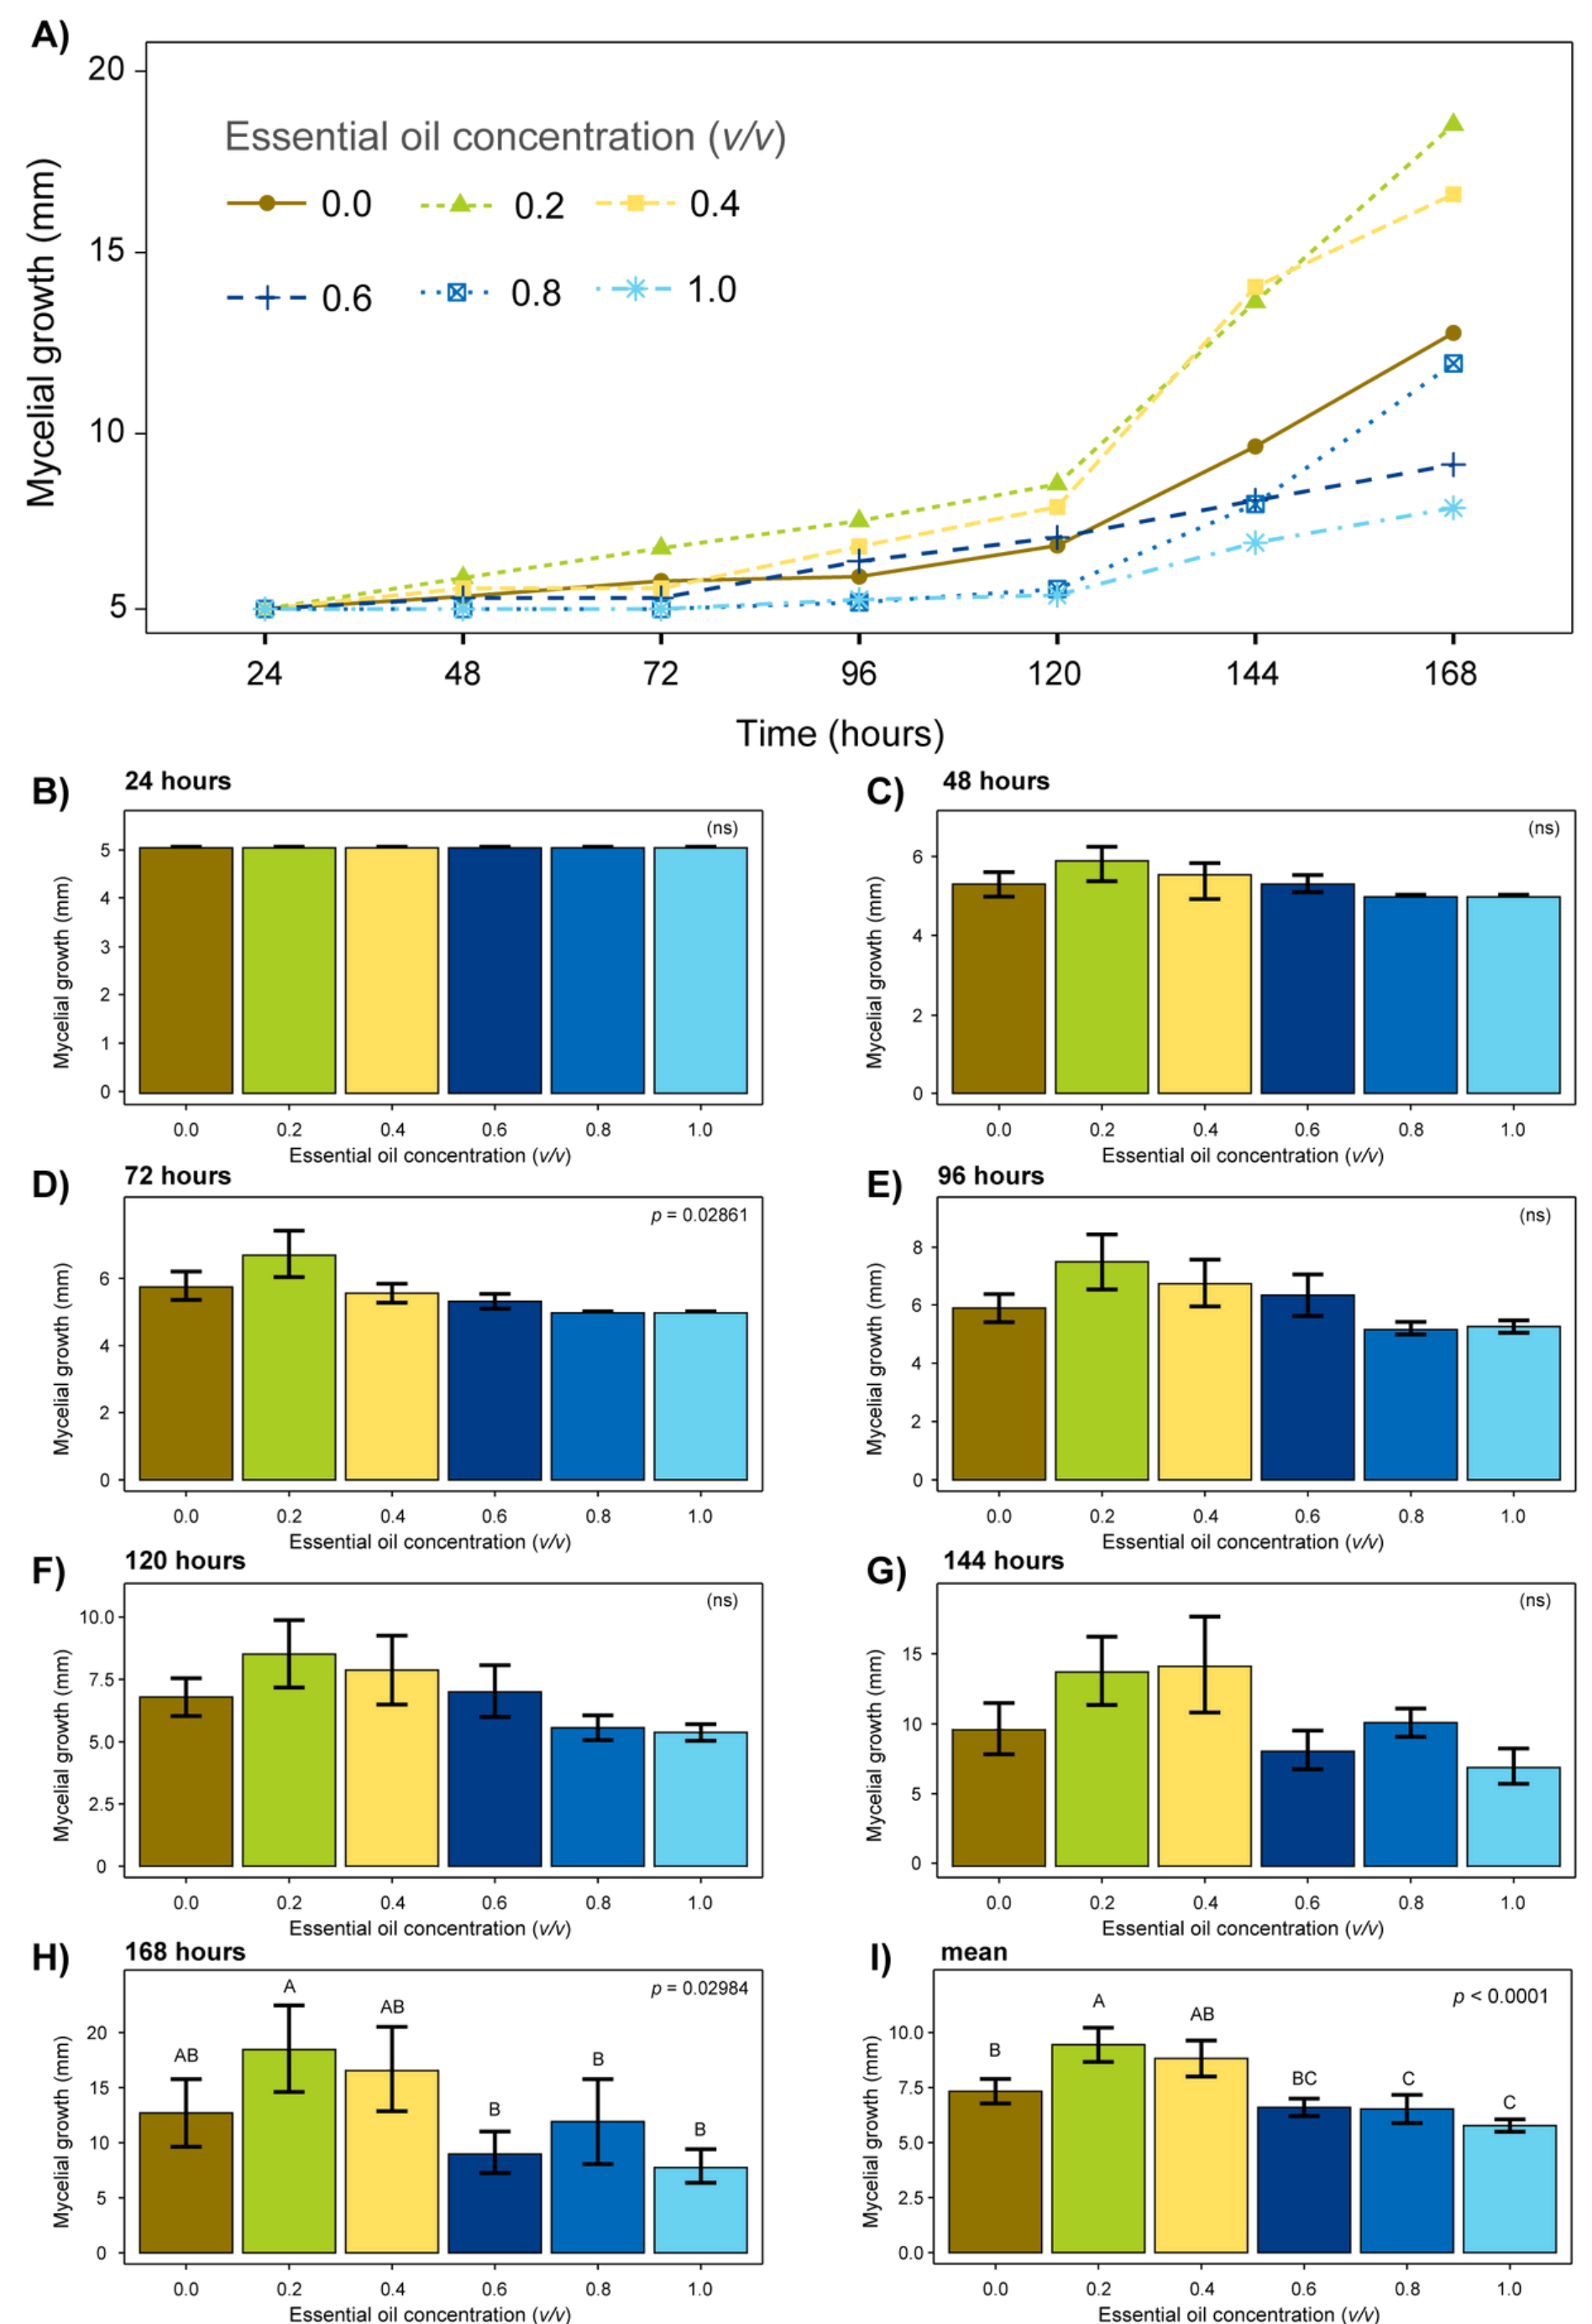 A)
20
15
10
5
Mycelial growth (mm)
Essential oil concentration (v/v)
0.0 0.2 0.4
0.6 0.8 1.0
24 48 72 96 120 144 168
Time (hours)
B) 24 hours
(ns)
5
4
3
2
1
0
Mycelial growth (mm)
0.0 0.2 0.4 0.6 0.8 1.0
Essential oil concentration (v/v)
C) 48 hours
(ns)
6
4
2
0
Mycelial growth (mm)
0.0 0.2 0.4 0.6 0.8 1.0
Essential oil concentration (v/v)
D) 72 hours
p = 0.02861
6
4
2
0
Mycelial growth (mm)
0.0 0.2 0.4 0.6 0.8 1.0
Essential oil concentration (v/v)
E) 96 hours
(ns)
8
6
4
2
0
Mycelial growth (mm)
0.0 0.2 0.4 0.6 0.8 1.0
Essential oil concentration (v/v)
F) 120 hours
(ns)
10.0
7.5
5.0
2.5
0
Mycelial growth (mm)
0.0 0.2 0.4 0.6 0.8 1.0
Essential oil concentration (v/v)
G) 144 hours
(ns)
15
10
5
0
Mycelial growth (mm)
0.0 0.2 0.4 0.6 0.8 1.0
Essential oil concentration (v/v)
H) 168 hours
p = 0.02984
AB A AB B B B
20
15
10
5
0
Mycelial growth (mm)
0.0 0.2 0.4 0.6 0.8 1.0
Essential oil concentration (v/v)
I) mean
p < 0.0001
B A AB BC C C
10.0
7.5
5.0
2.5
0.0
Mycelial growth (mm)
0.0 0.2 0.4 0.6 0.8 1.0
Essential oil concentration (v/v)